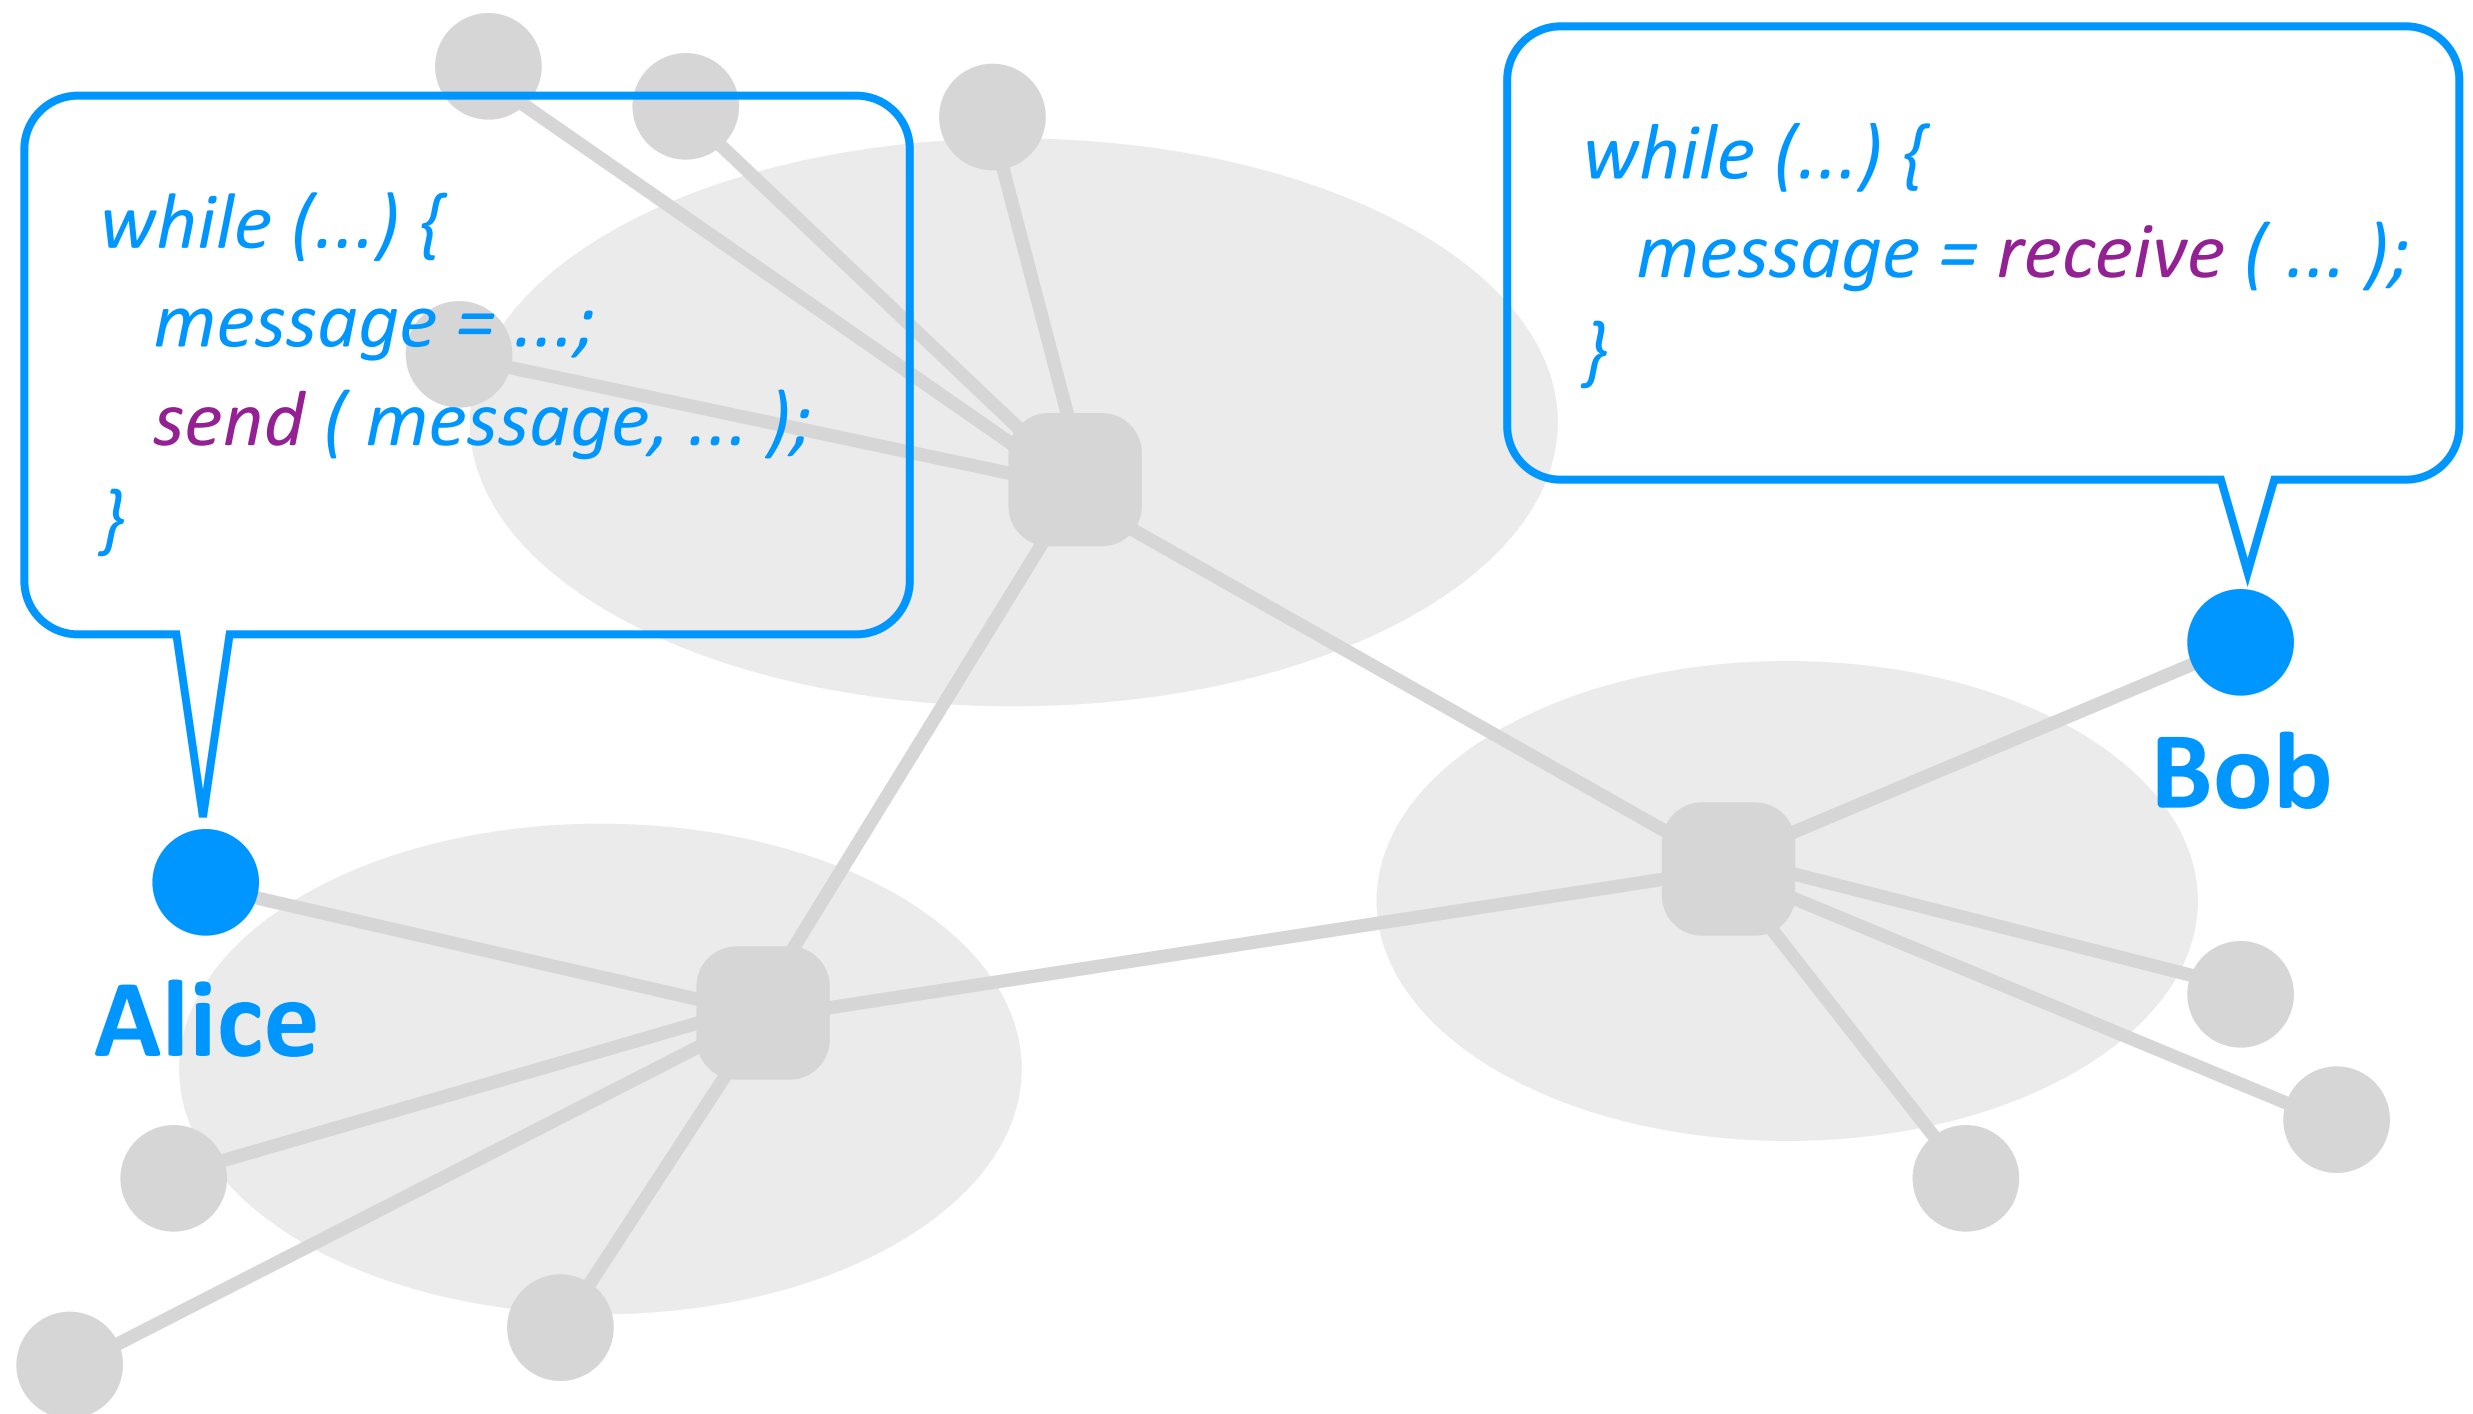 while (...) {
message = ...;
send ( message, ... );
}
Alice
while (...) {
message = receive ( ... );
}
Bob